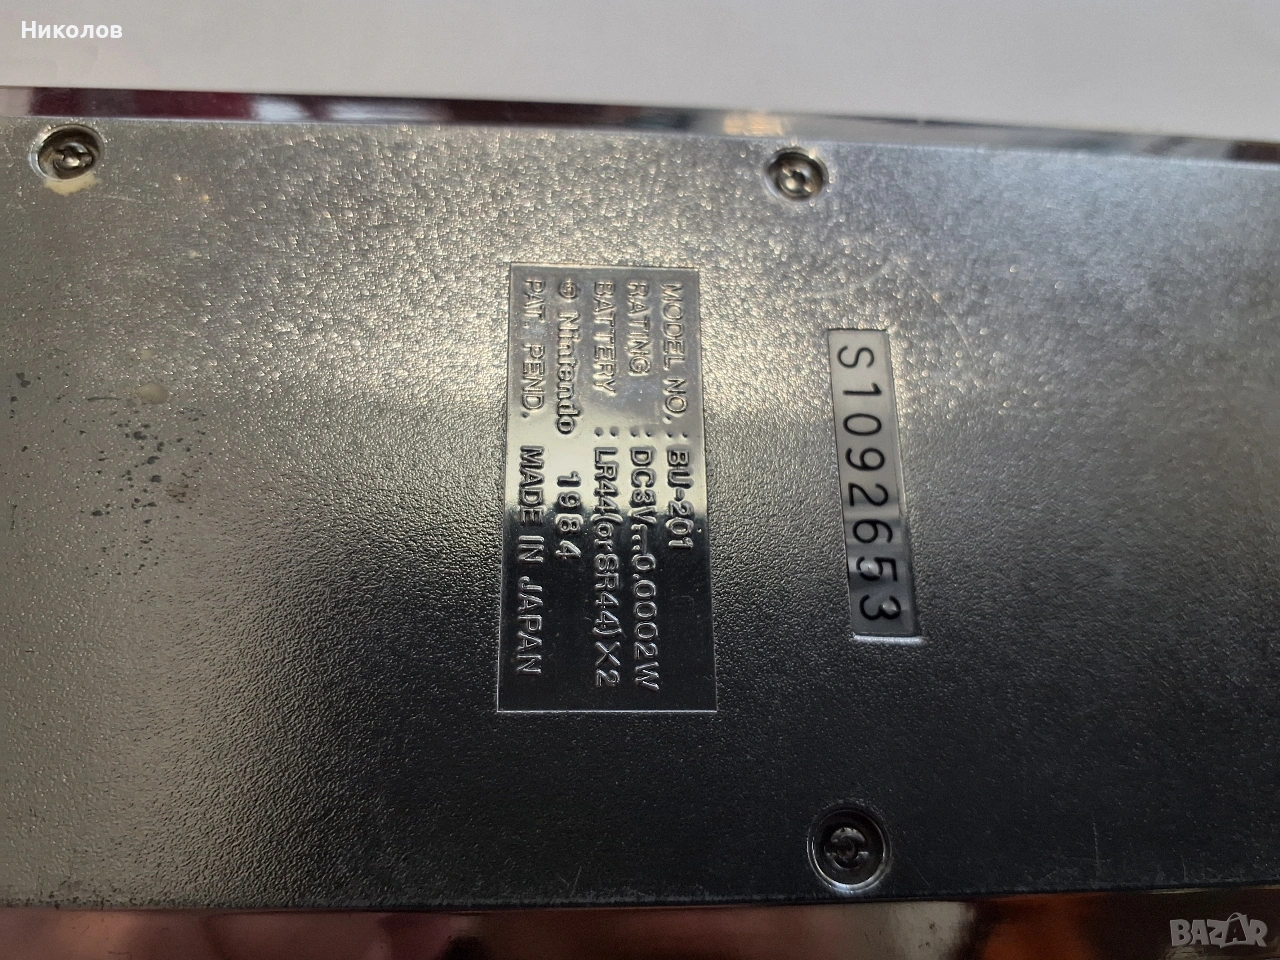 Николов
MODEL NO. : BU-201
RATING : DC3V⎓0.0002W
BATTERY : LR44(or SR44)×2
Nintendo 1984
PAT. PEND. MADE IN JAPAN
S1092653
BAZAR